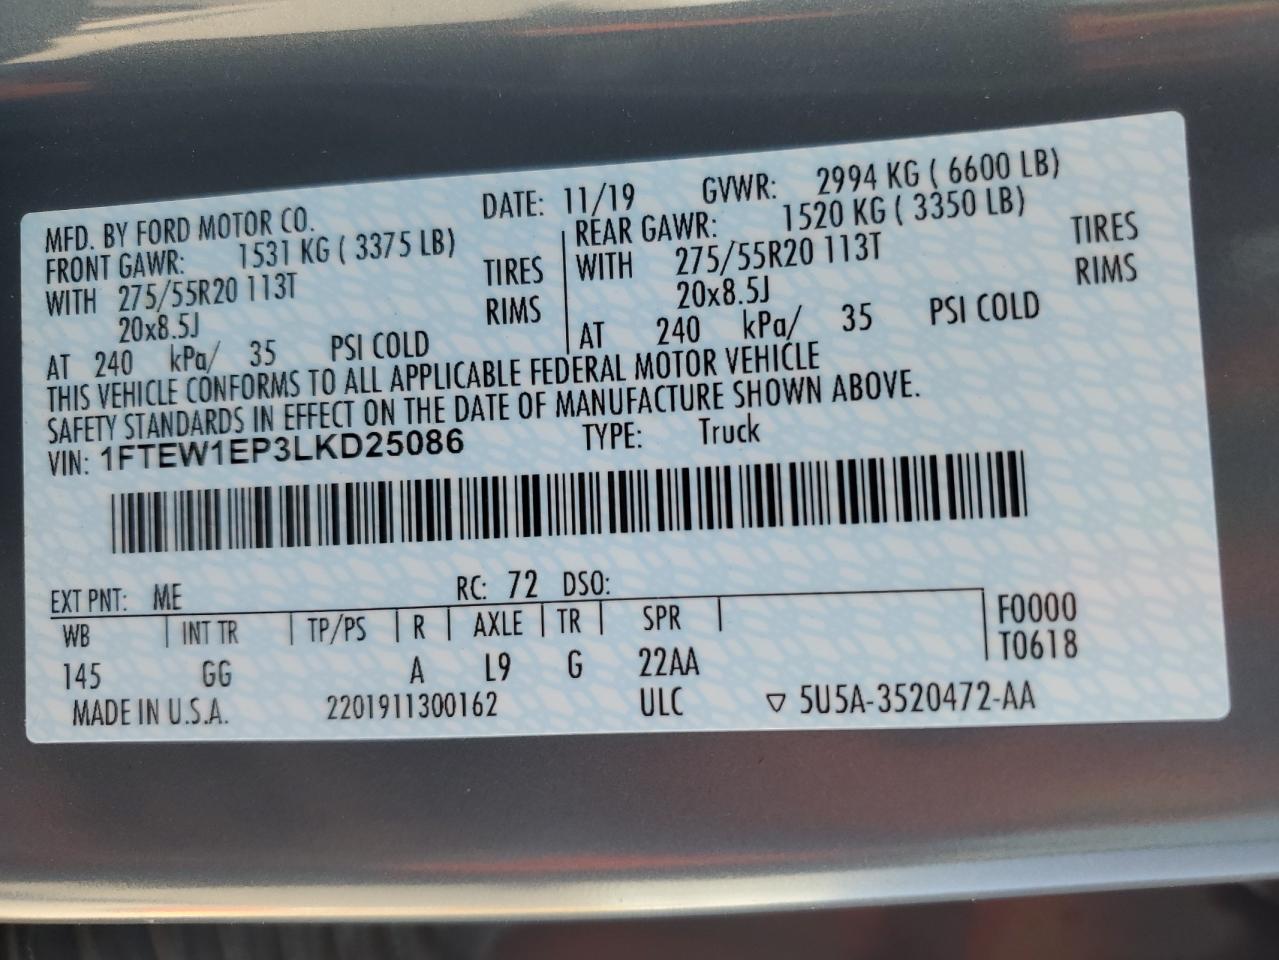 MFD. BY FORD MOTOR CO. DATE: 11/19 GVWR: 2994 KG ( 6600 LB)
FRONT GAWR: 1531 KG ( 3375 LB) REAR GAWR: 1520 KG ( 3350 LB)
WITH 275/55R20 113T TIRES WITH 275/55R20 113T TIRES
20x8.5J RIMS 20x8.5J RIMS
AT 240 kPa/ 35 PSI COLD AT 240 kPa/ 35 PSI COLD
THIS VEHICLE CONFORMS TO ALL APPLICABLE FEDERAL MOTOR VEHICLE
SAFETY STANDARDS IN EFFECT ON THE DATE OF MANUFACTURE SHOWN ABOVE.
VIN: 1FTEW1EP3LKD25086 TYPE: Truck
EXT PNT: ME RC: 72 DSO:
WB INT TR TP/PS R AXLE TR SPR F0000
145 GG A L9 G 22AA T0618
MADE IN U.S.A. 2201911300162 ULC ▽ 5U5A-3520472-AA